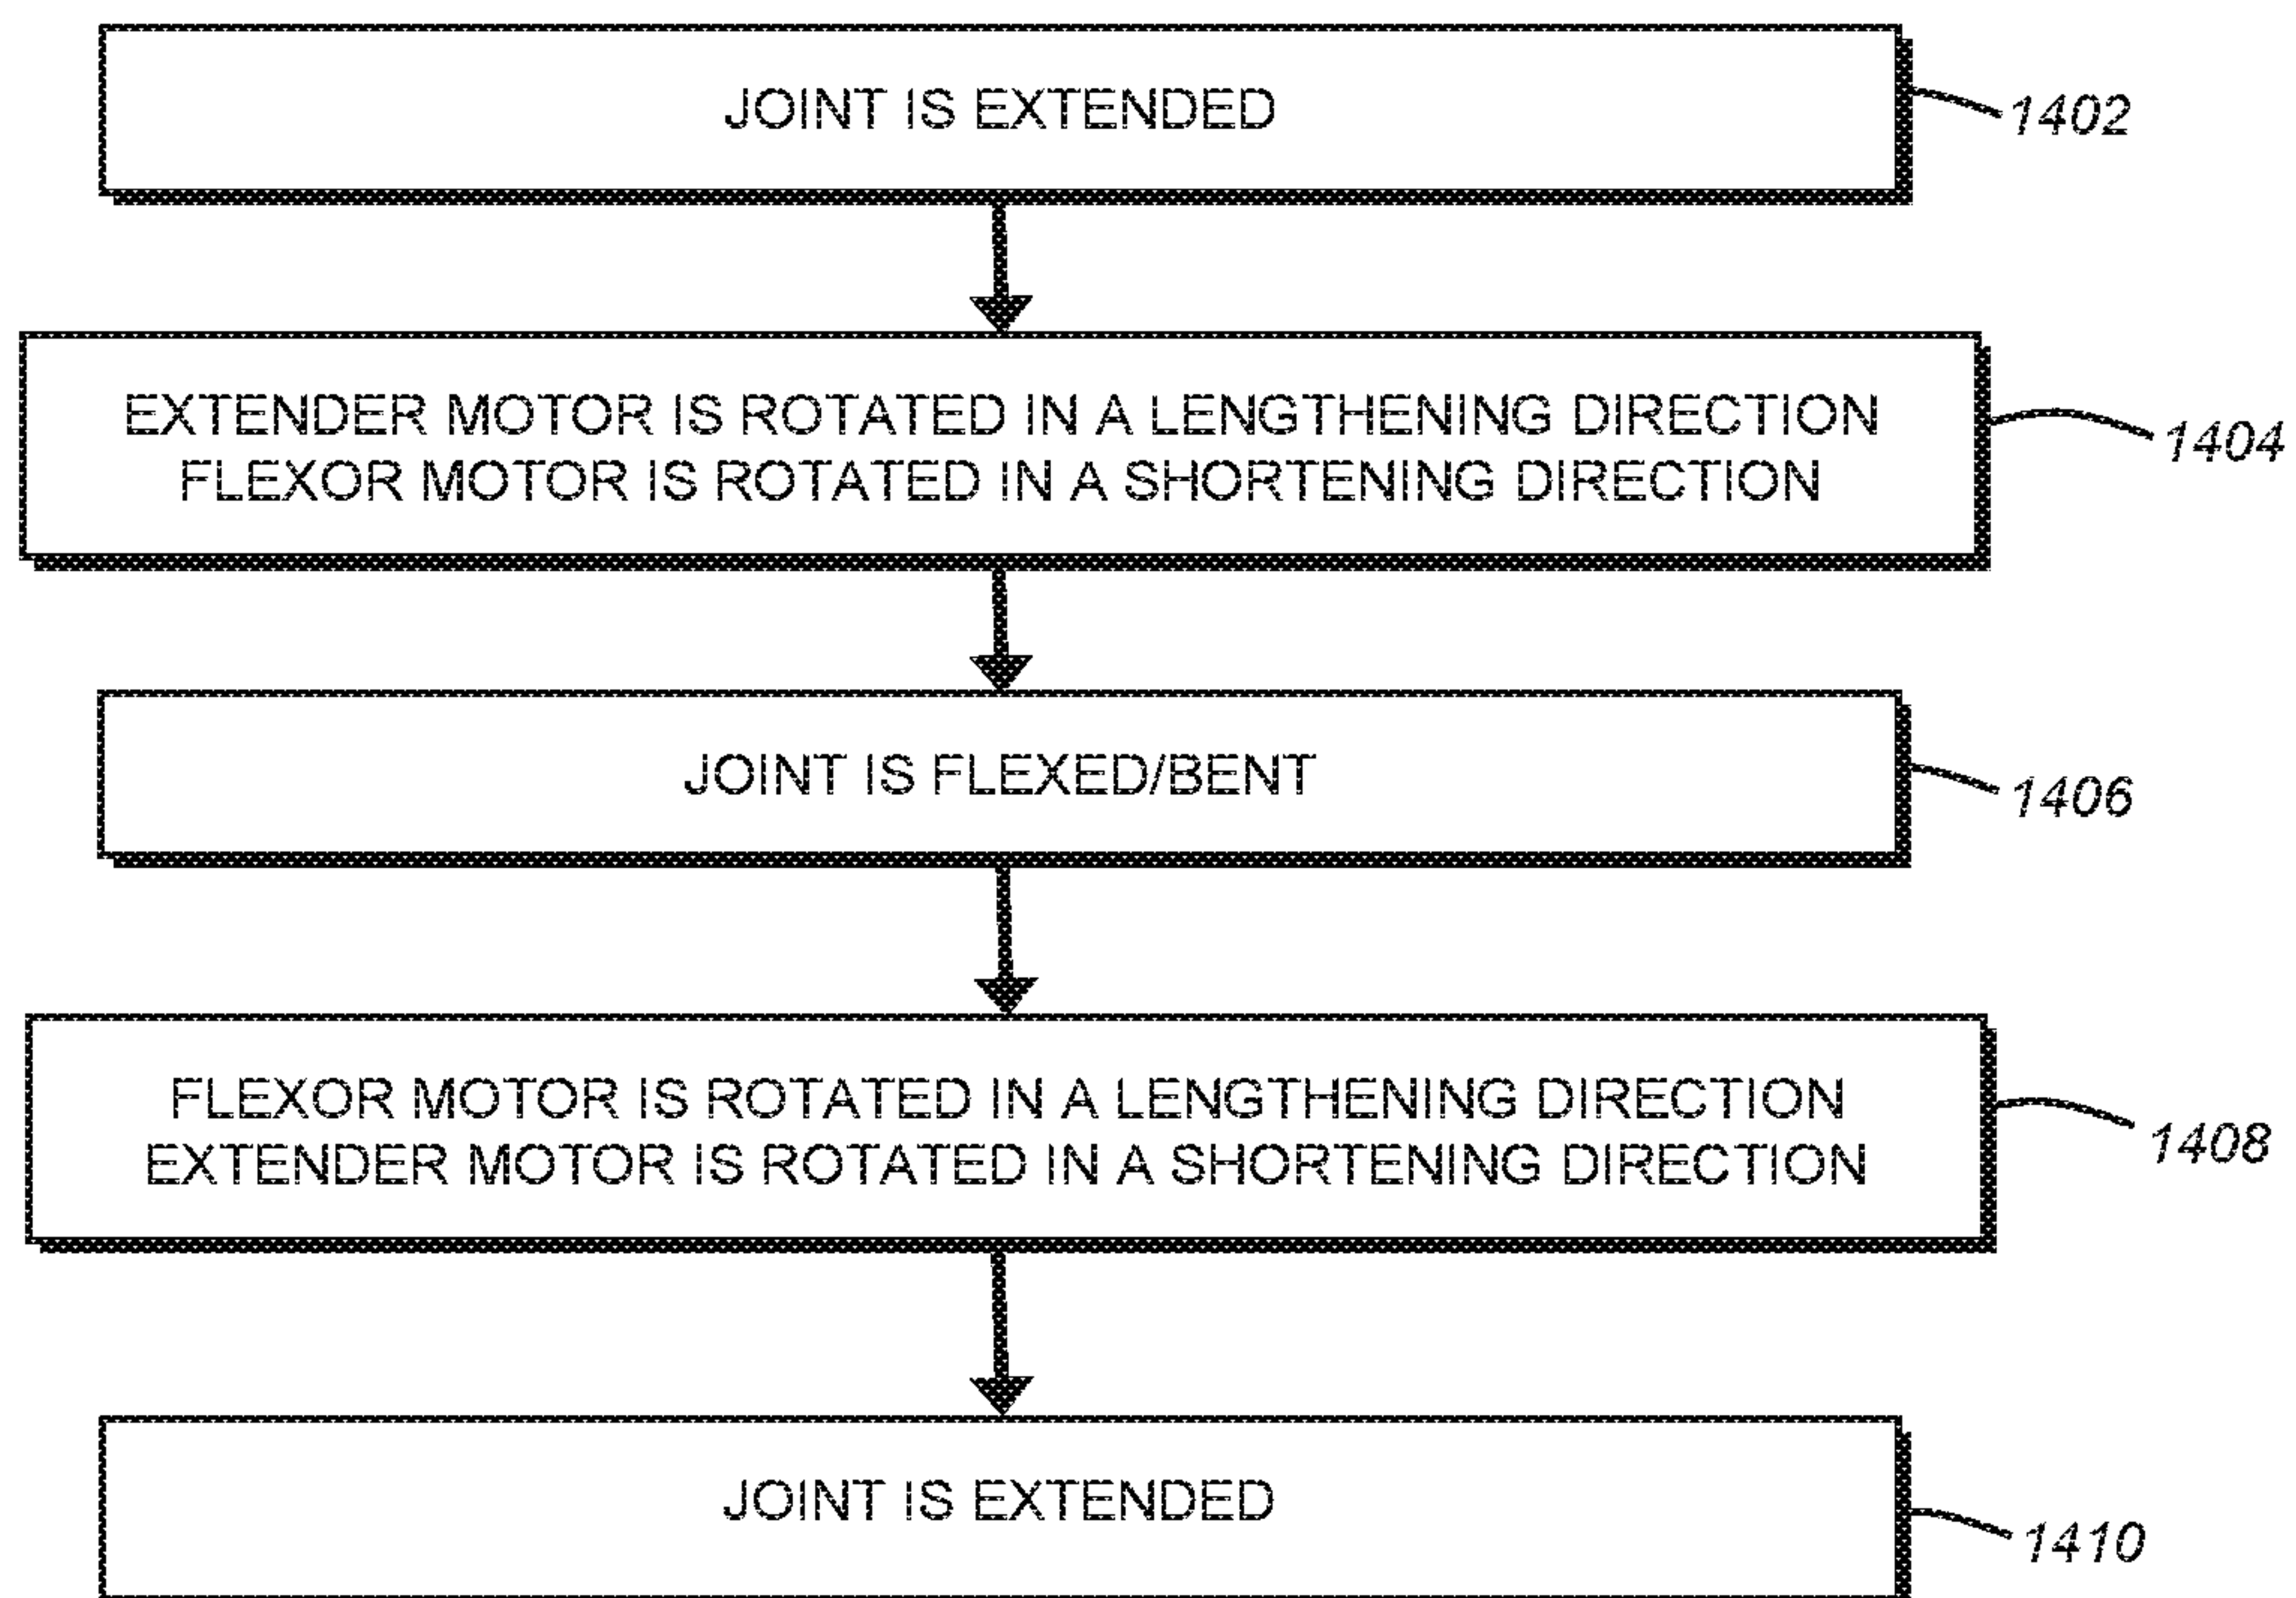 JOINT IS EXTENDED
1402
EXTENDER MOTOR IS ROTATED IN A LENGTHENING DIRECTION
FLEXOR MOTOR IS ROTATED IN A SHORTENING DIRECTION
1404
JOINT IS FLEXED/BENT
1406
FLEXOR MOTOR IS ROTATED IN A LENGTHENING DIRECTION
EXTENDER MOTOR IS ROTATED IN A SHORTENING DIRECTION
1408
JOINT IS EXTENDED
1410